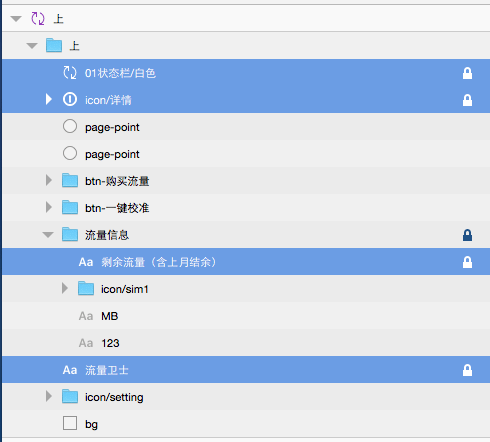 上
上
01状态栏/白色
icon/详情
page-point
page-point
btn-购买流量
btn-一键校准
流量信息
Aa 剩余流量（含上月结余）
icon/sim1
Aa MB
Aa 123
Aa 流量卫士
icon/setting
bg